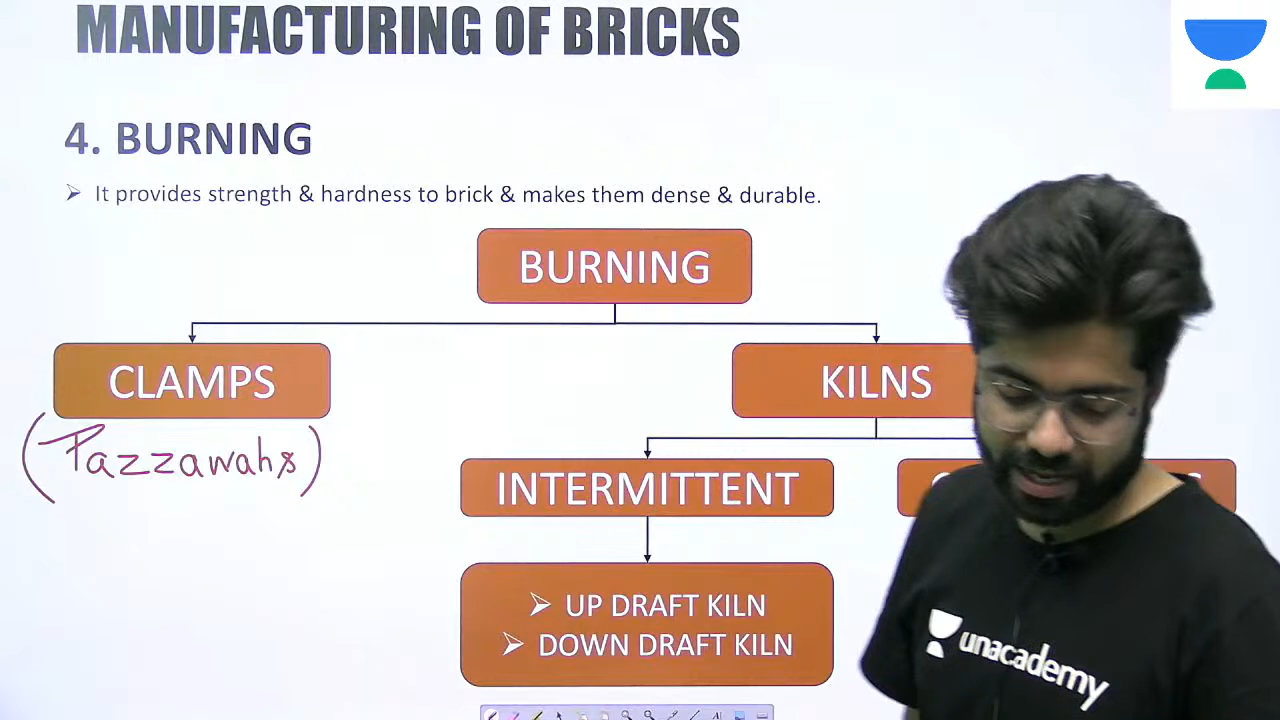 MANUFACTURING OF BRICKS
4. BURNING
➢ It provides strength & hardness to brick & makes them dense & durable.
BURNING
CLAMPS
KILNS
(Pazzawahs)
INTERMITTENT
➢ UP DRAFT KILN
➢ DOWN DRAFT KILN
unacademy